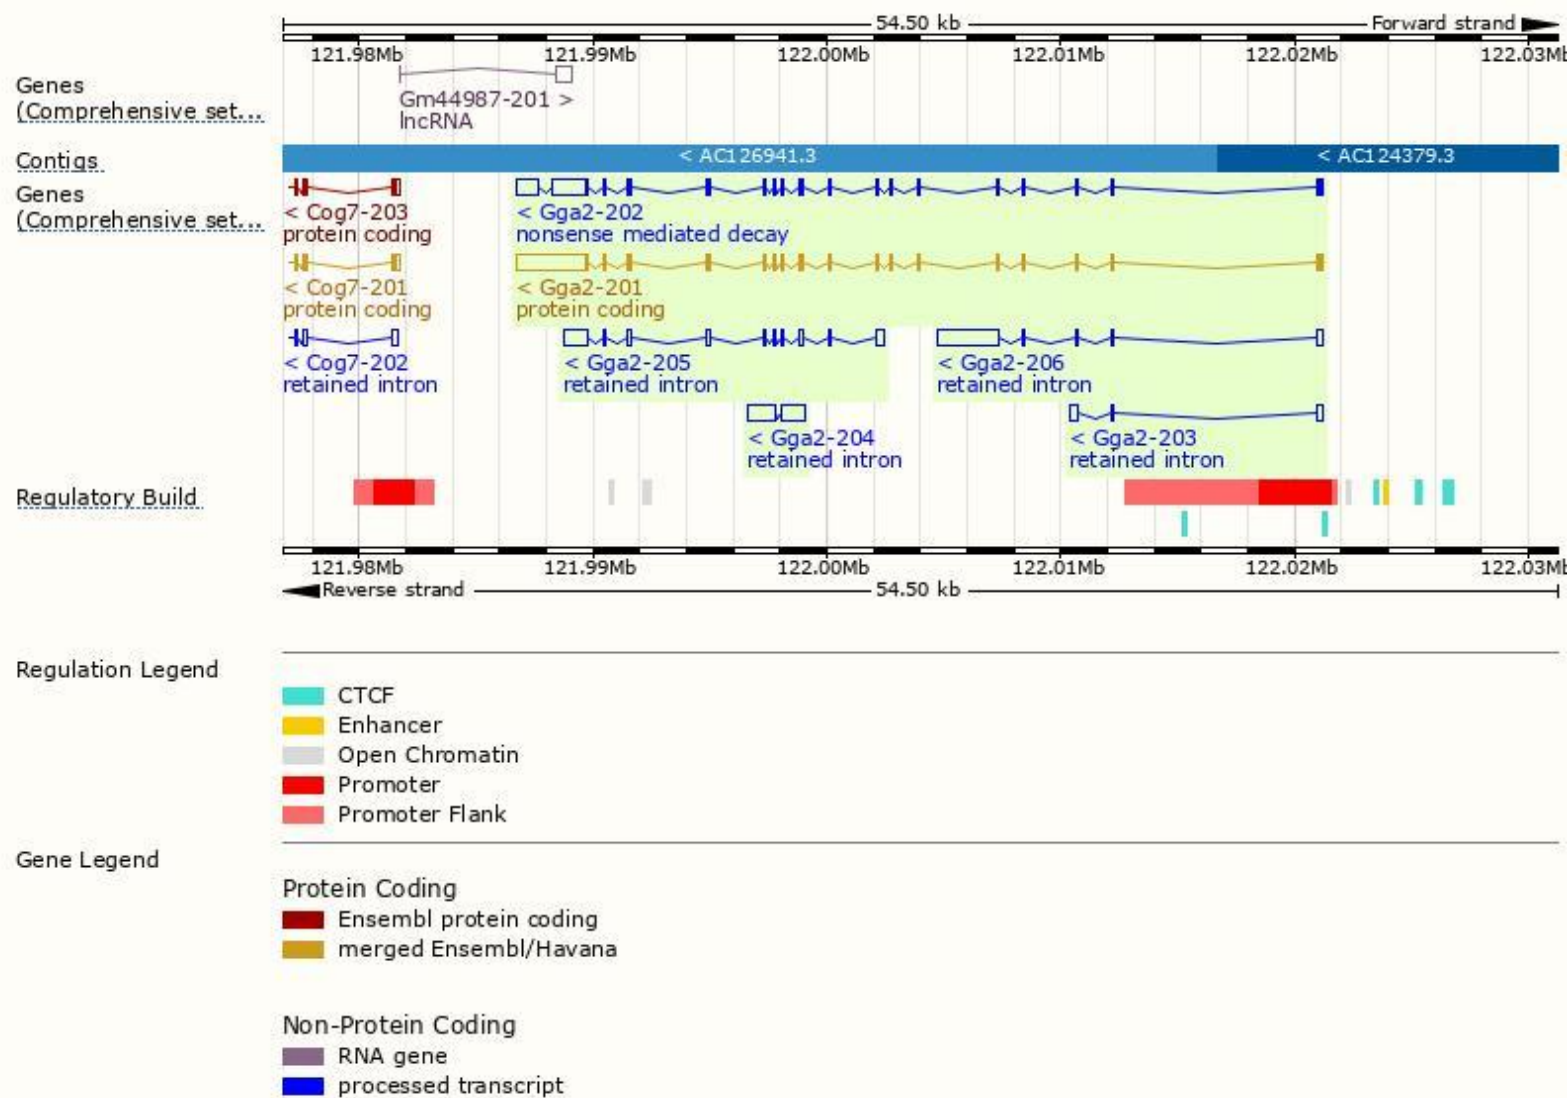 54.50 kb Forward strand
121.98Mb 121.99Mb 122.00Mb 122.01Mb 122.02Mb 122.03Mb
Genes
(Comprehensive set...
Gm44987-201 >
lncRNA
Contigs < AC126941.3 < AC124379.3
Genes
(Comprehensive set...
< Cog7-203 < Gga2-202
protein coding nonsense mediated decay
< Cog7-201 < Gga2-201
protein coding protein coding
< Cog7-202 < Gga2-205 < Gga2-206
retained intron retained intron retained intron
< Gga2-204 < Gga2-203
retained intron retained intron
Regulatory Build
121.98Mb 121.99Mb 122.00Mb 122.01Mb 122.02Mb 122.03Mb
Reverse strand 54.50 kb
Regulation Legend
CTCF
Enhancer
Open Chromatin
Promoter
Promoter Flank
Gene Legend
Protein Coding
Ensembl protein coding
merged Ensembl/Havana
Non-Protein Coding
RNA gene
processed transcript